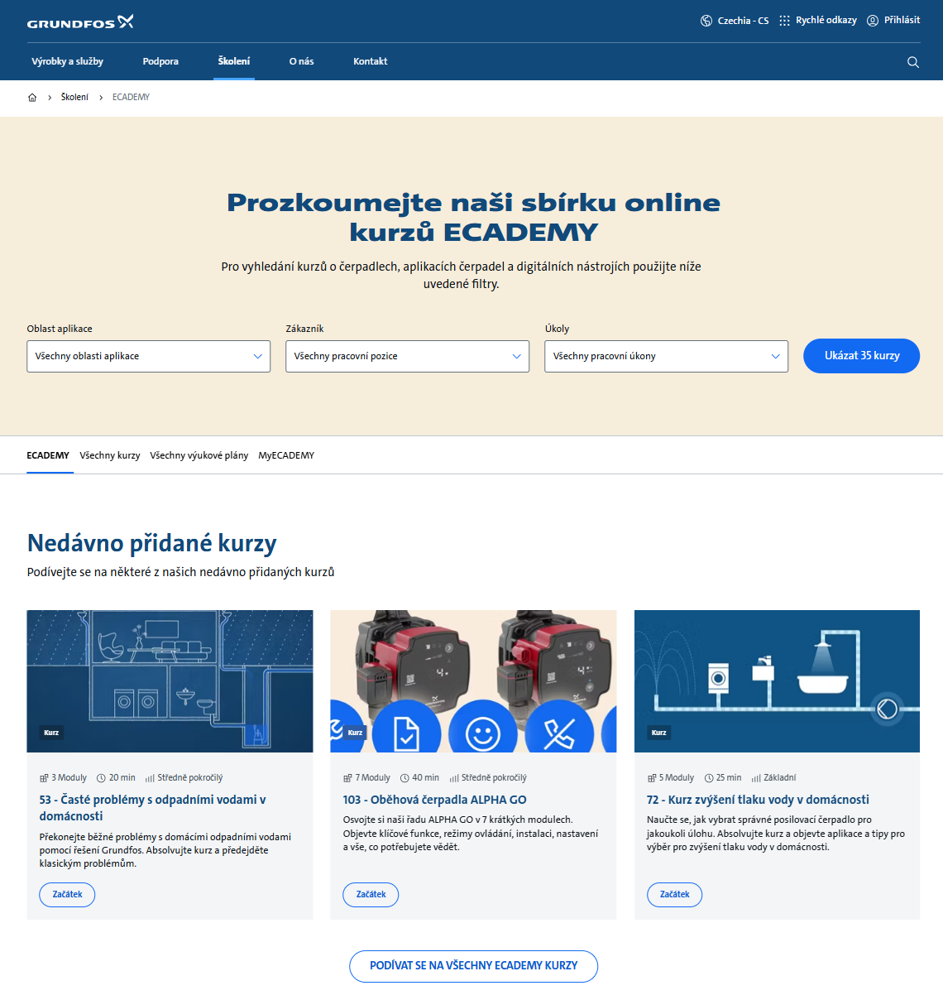 GRUNDFOS
Czechia - CS
Rychlé odkazy
Přihlásit
Výrobky a služby
Podpora
Školení
O nás
Kontakt
Školení
ECADEMY
Prozkoumejte naši sbírku online
kurzů ECADEMY
Pro vyhledání kurzů o čerpadlech, aplikacích čerpadel a digitálních nástrojích použijte níže
uvedené filtry.
Oblast aplikace
Všechny oblasti aplikace
Zákazník
Všechny pracovní pozice
Úkoly
Všechny pracovní úkony
Ukázat 35 kurzy
ECADEMY
Všechny kurzy
Všechny výukové plány
MyECADEMY
Nedávno přidané kurzy
Podívejte se na některé z našich nedávno přidaných kurzů
Kurz
3 Moduly
20 min
Středně pokročilý
53 - Časté problémy s odpadními vodami v
domácnosti
Překonejte běžné problémy s domácími odpadními vodami
pomocí řešení Grundfos. Absolvujte kurz a předejděte
klasickým problémům.
Začátek
Kurz
7 Moduly
40 min
Středně pokročilý
103 - Oběhová čerpadla ALPHA GO
Osvojte si naši řadu ALPHA GO v 7 krátkých modulech.
Objevte klíčové funkce, režimy ovládání, instalaci, nastavení
a vše, co potřebujete vědět.
Začátek
Kurz
5 Moduly
25 min
Základní
72 - Kurz zvýšení tlaku vody v domácnosti
Naučte se, jak vybrat správné posilovací čerpadlo pro
jakoukoli úlohu. Absolvujte kurz a objevte aplikace a tipy pro
výběr pro zvýšení tlaku vody v domácnosti.
Začátek
PODÍVAT SE NA VŠECHNY ECADEMY KURZY